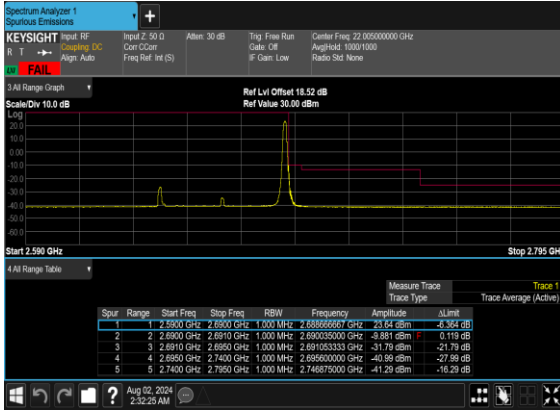 Spectrum Analyzer 1
Spurious Emissions
KEYSIGHT Input: RF Input Z: 50 Ω Atten: 30 dB Trig: Free Run Center Freq: 22.005000000 GHz
R T Coupling: DC Corr CCorr Gate: Off Avg|Hold: 1000/1000
Align: Auto Freq Ref: Int (S) IF Gain: Low Radio Std: None
FAIL
3 All Range Graph
Ref Lvl Offset 18.52 dB
Scale/Div 10.0 dB Ref Value 30.00 dBm
Log
20.0
10.0
0.00
-10.0
-20.0
-30.0
-40.0
-50.0
-60.0
Start 2.590 GHz Stop 2.795 GH
4 All Range Table
Measure Trace Trace 1
Trace Type Trace Average (Active)
Spur Range Start Freq Stop Freq RBW Frequency Amplitude ΔLimit
1 1 2.5900 GHz 2.6900 GHz 1.000 MHz 2.688666667 GHz 23.64 dBm -6.364 dB
2 2 2.6900 GHz 2.6910 GHz 1.000 MHz 2.690035000 GHz -9.881 dBm F 0.119 dB
3 3 2.6910 GHz 2.6950 GHz 1.000 MHz 2.691053333 GHz -31.79 dBm -21.79 dB
4 4 2.6950 GHz 2.7400 GHz 1.000 MHz 2.695600000 GHz -40.99 dBm -27.99 dB
5 5 2.7400 GHz 2.7950 GHz 1.000 MHz 2.746875000 GHz -41.29 dBm -16.29 dB
Aug 02, 2024
2:32:25 AM